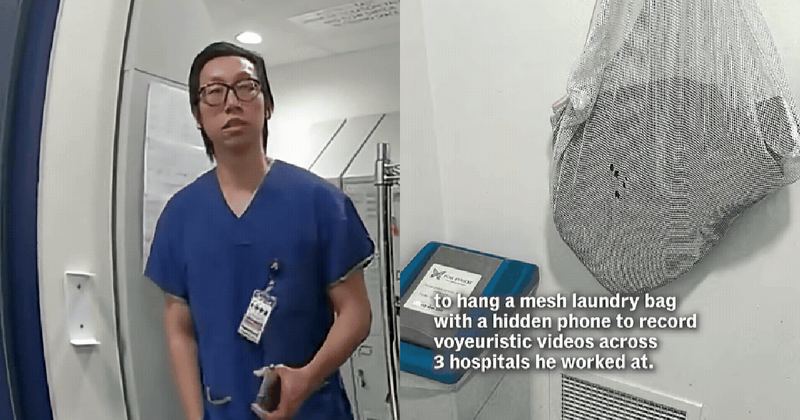 to hang a mesh laundry bag
with a hidden phone to record
voyeuristic videos across
3 hospitals he worked at.